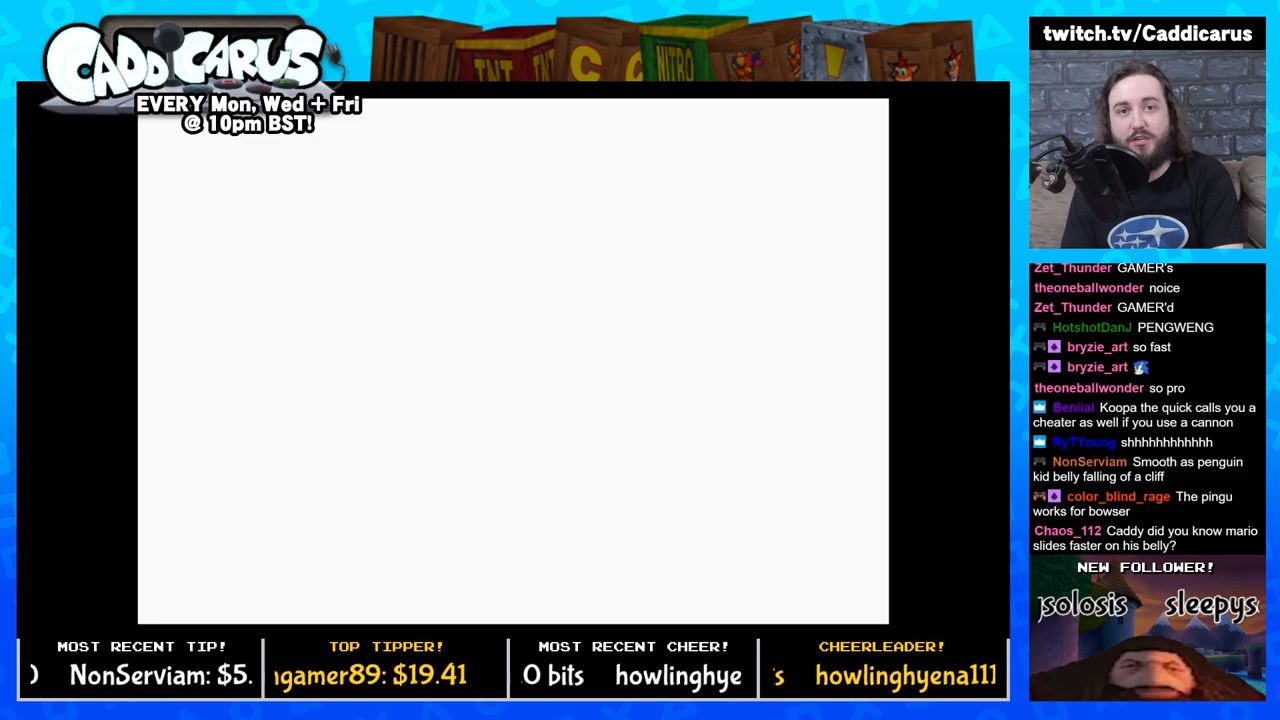 CADDICARUS
EVERY Mon, Wed + Fri
@ 10pm BST!
TNT
C
NITRO
twitch.tv/Caddicarus
Zet_Thunder GAMER's
theoneballwonder noice
Zet_Thunder GAMER'd
HotshotDanJ PENGWENG
bryzie_art so fast
bryzie_art
theoneballwonder so pro
Koopa the quick calls you a
cheater as well if you use a cannon
RyTYoung shhhhhhhhhhhh
NonServiam Smooth as penguin
kid belly falling of a cliff
color_blind_rage The pingu
works for bowser
Chaos_112 Caddy did you know mario
slides faster on his belly?
NEW FOLLOWER!
solosis sleepys
MOST RECENT TIP!
NonServiam: $5.
TOP TIPPER!
gamer89: $19.41
MOST RECENT CHEER!
0 bits howlinghye
CHEERLEADER!
s howlinghyena111